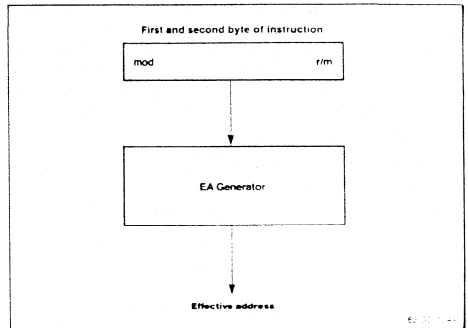 First and second byte of instruction
mod r/m
EA Generator
Effective address